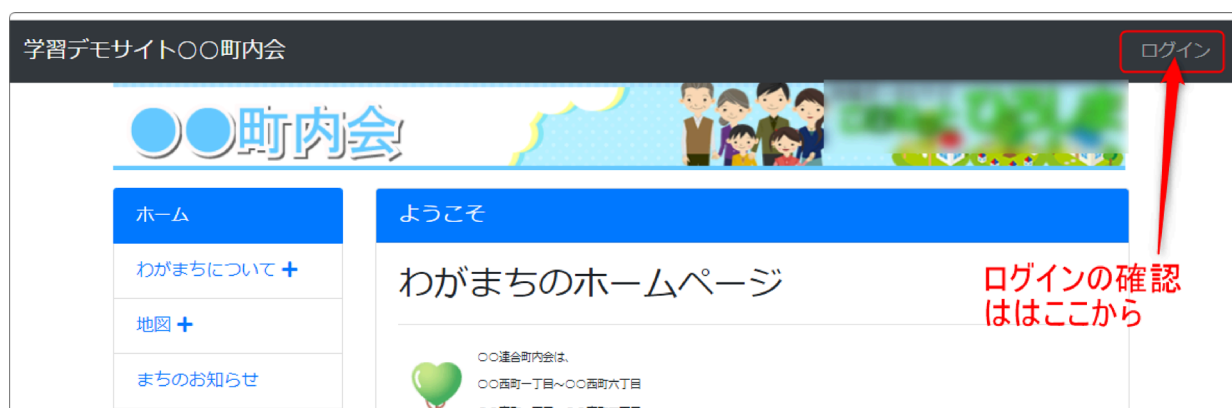 学習デモサイト○○町内会
ログイン
●●町内会
ホーム
ようこそ
わがまちについて +
わがまちのホームページ
ログインの確認
ははここから
地図 +
○○連合町内会は、
まちのお知らせ
○○西町一丁目~○○西町六丁目